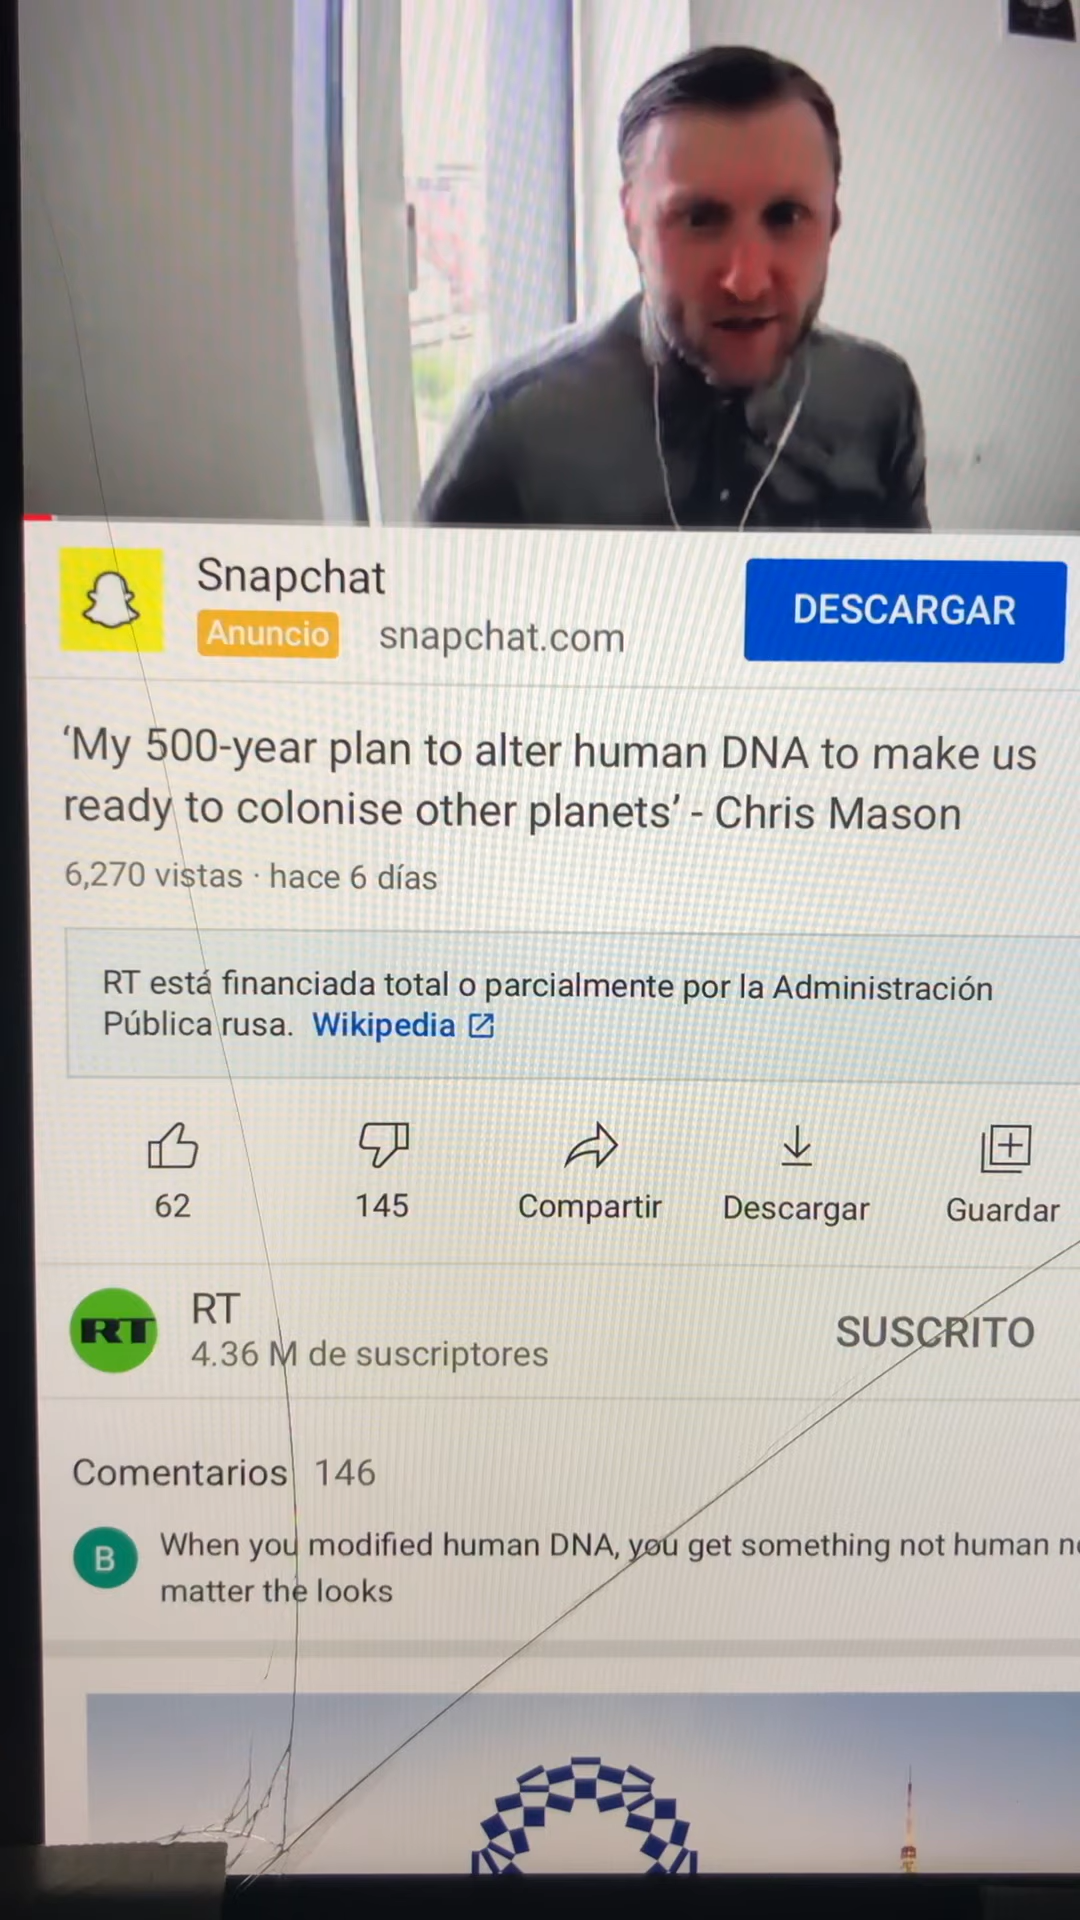 Snapchat
Anuncio snapchat.com
DESCARGAR
‘My 500-year plan to alter human DNA to make us
ready to colonise other planets’ - Chris Mason
6,270 vistas · hace 6 días
RT está financiada total o parcialmente por la Administración
Pública rusa. Wikipedia
62
145
Compartir
Descargar
Guardar
RT
RT
4.36 M de suscriptores
SUSCRITO
Comentarios 146
B
When you modified human DNA, you get something not human
matter the looks